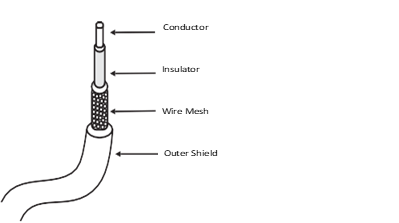 Conductor
Insulator
Wire Mesh
Outer Shield